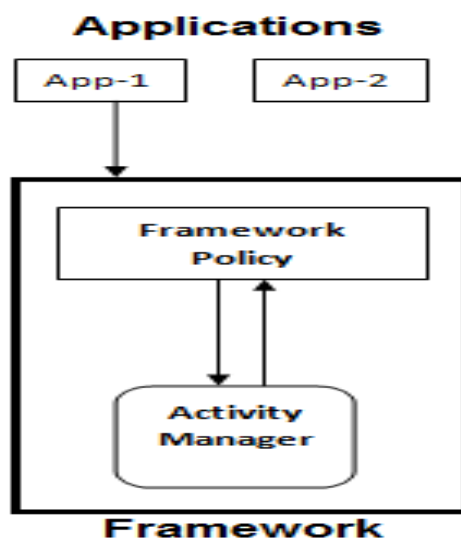 Applications
App-1 App-2
Framework
Policy
Activity
Manager
Framework